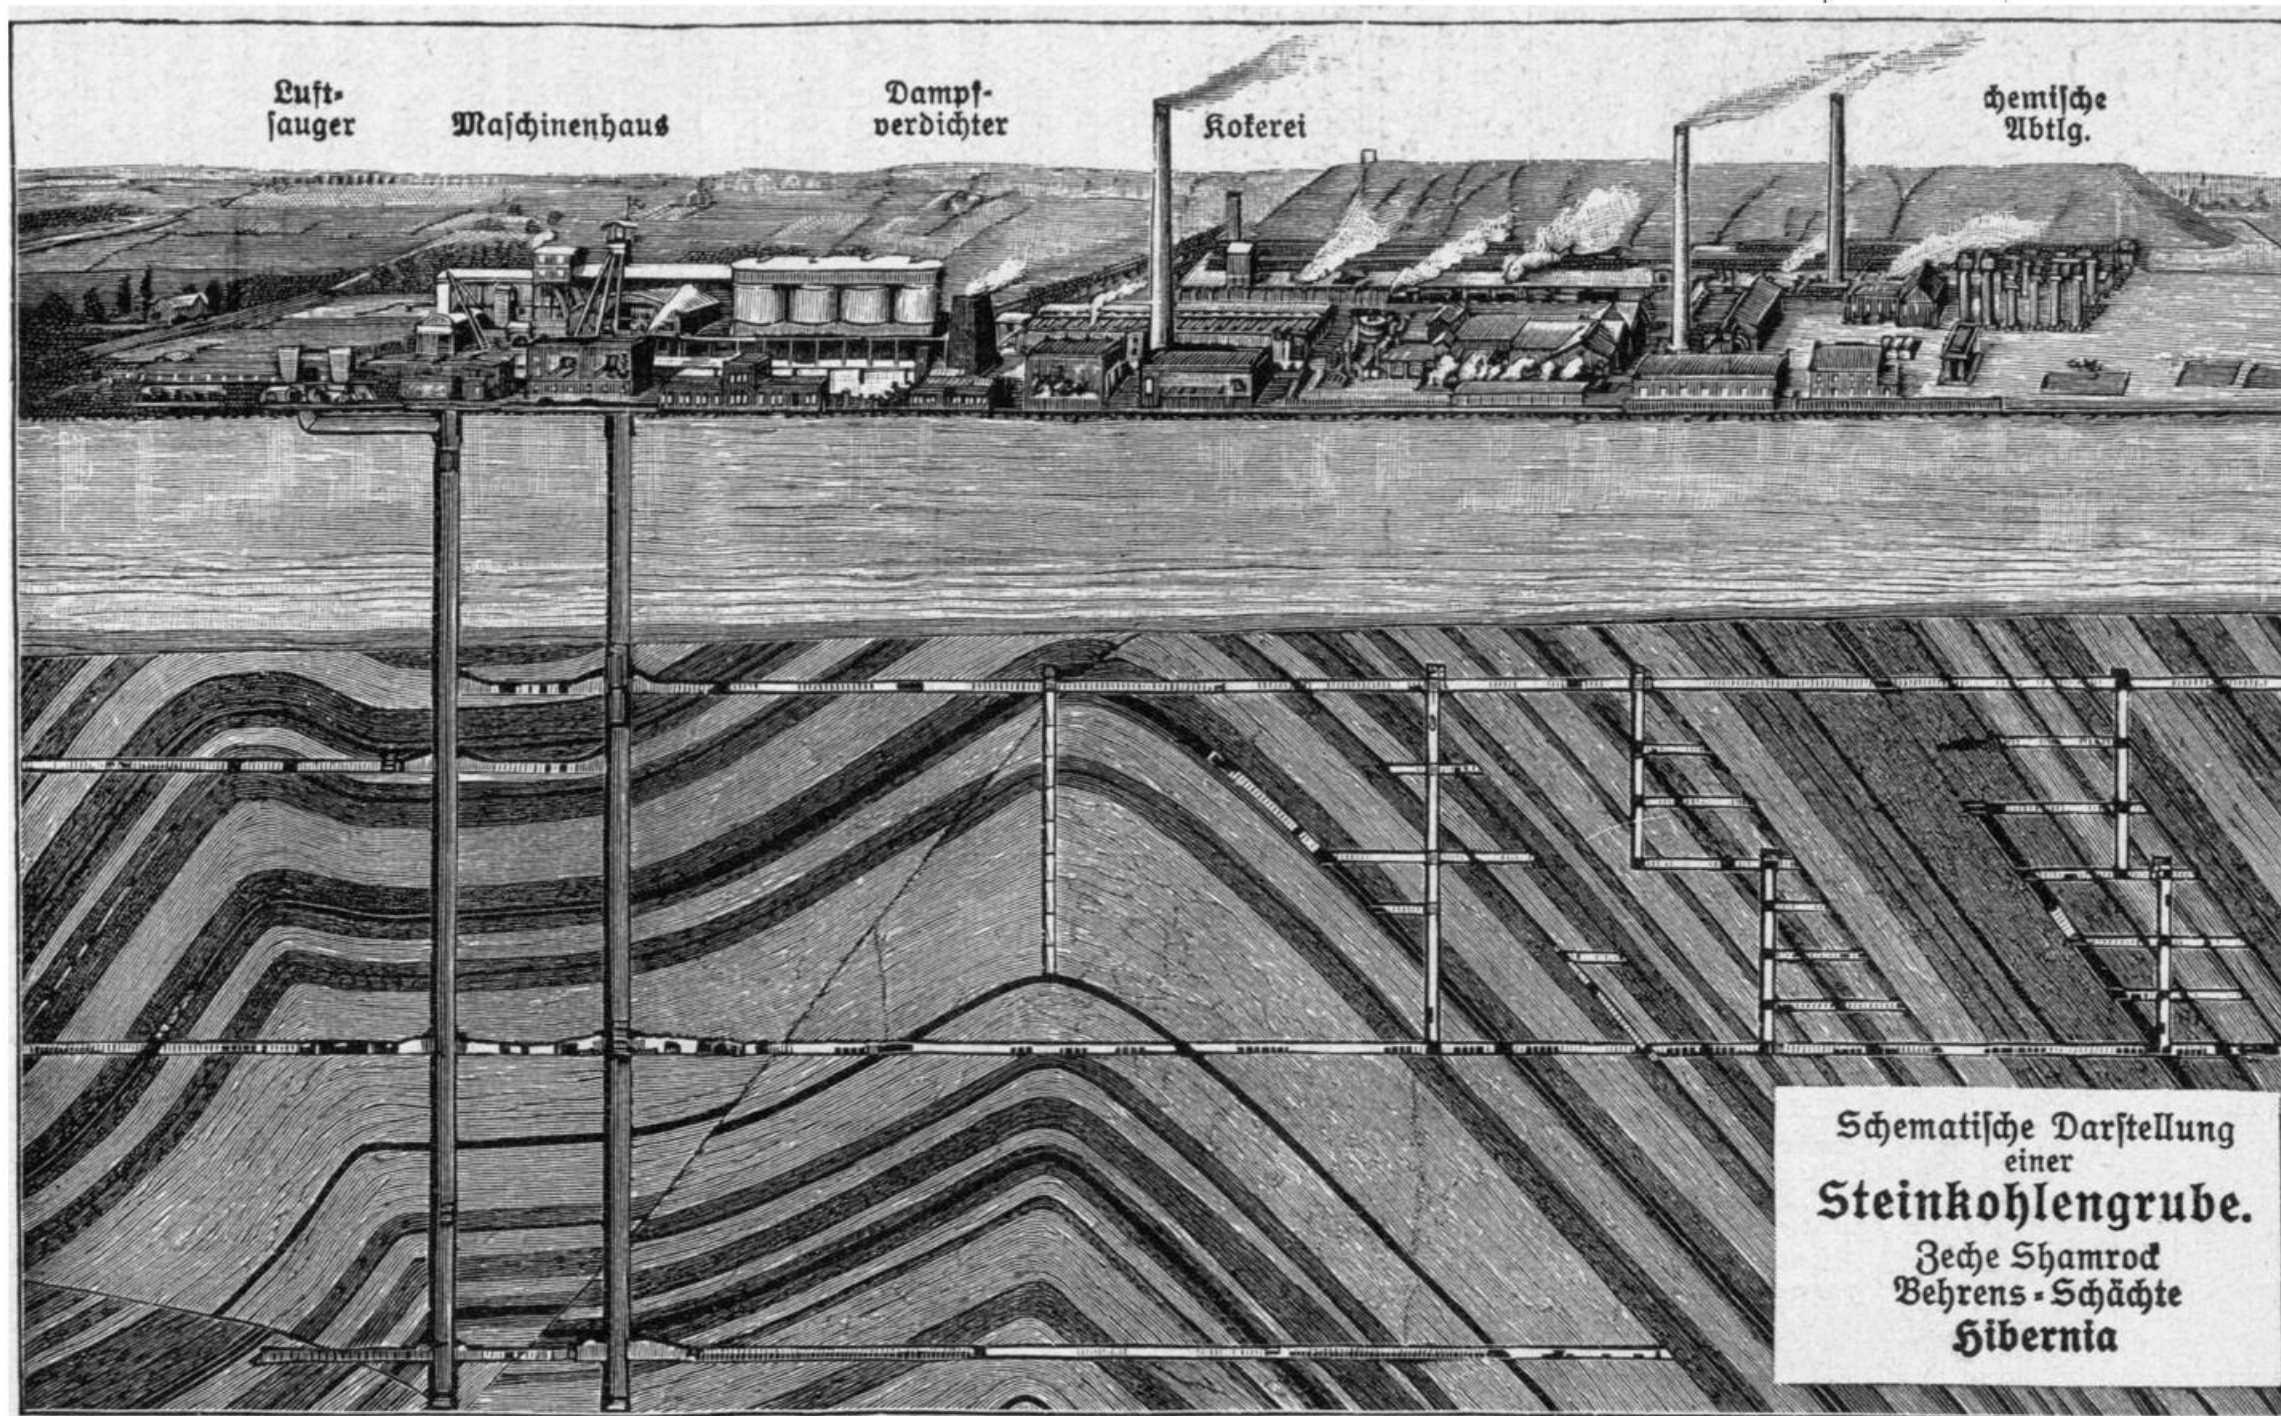 Luft-
sauger
Maschinenhaus
Dampf-
verdichter
Kokerei
chemische
Abtlg.
Schematische Darstellung
einer
Steinkohlengrube.
Zeche Shamrock
Behrens-Schächte
Hibernia